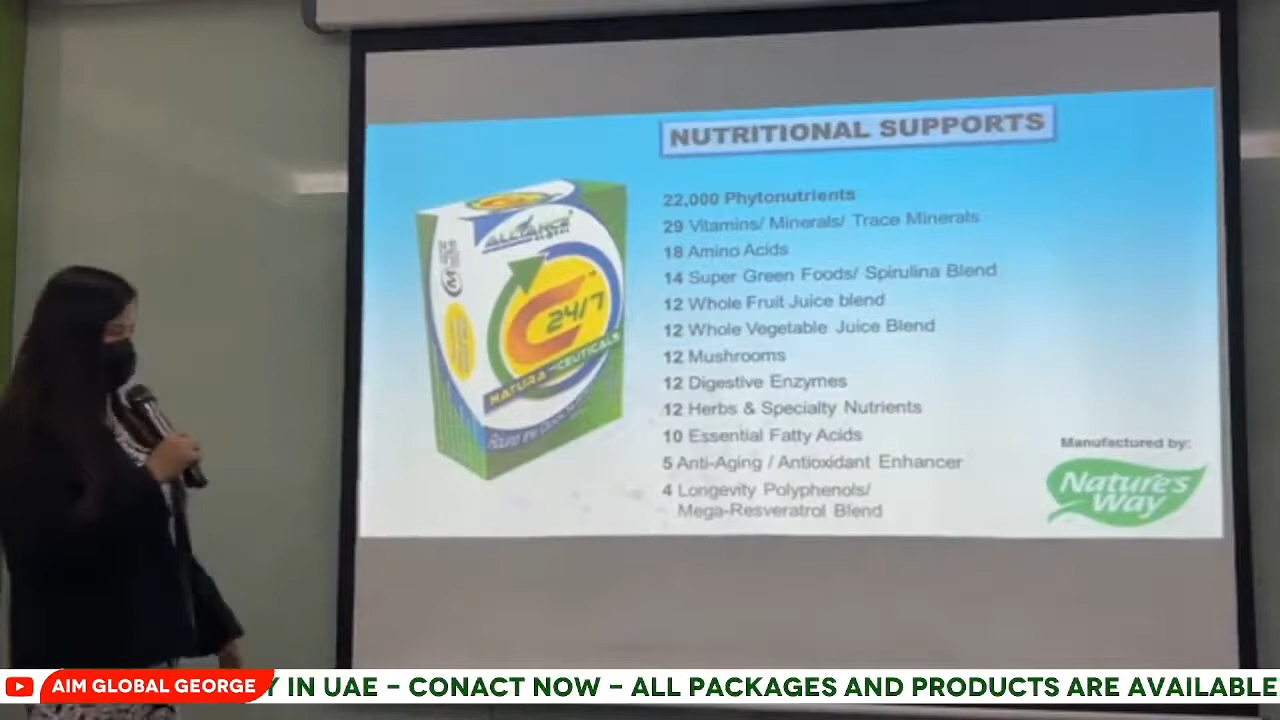 NUTRITIONAL SUPPORTS
22,000 Phytonutrients
29 Vitamins/ Minerals/ Trace Minerals
18 Amino Acids
14 Super Green Foods/ Spirulina Blend
12 Whole Fruit Juice blend
12 Whole Vegetable Juice Blend
12 Mushrooms
12 Digestive Enzymes
12 Herbs & Specialty Nutrients
10 Essential Fatty Acids
5 Anti-Aging / Antioxidant Enhancer
4 Longevity Polyphenols/
Mega-Resveratrol Blend
Manufactured by:
Nature's
Way
ALLIANCE
C 24/7
NATURA-CEUTICALS
AIM GLOBAL GEORGE
Y IN UAE - CONACT NOW - ALL PACKAGES AND PRODUCTS ARE AVAILABLE